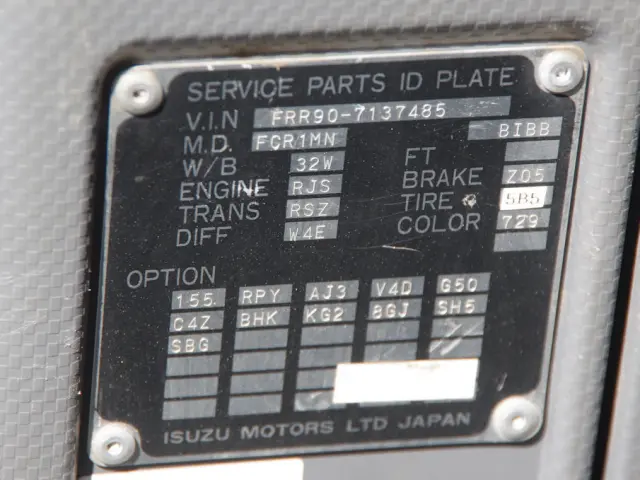 SERVICE PARTS ID PLATE
V.I.N FRR90-7137485
M.D. FCR1MN BIBB
W/B 32W FT
ENGINE RJS BRAKE Z05
TRANS RSZ TIRE 5B5
DIFF W4E COLOR 729
OPTION
155 RPY AJ3 V4D G50
C4Z BHK KG2 8GJ SH5
SBG
ISUZU MOTORS LTD JAPAN